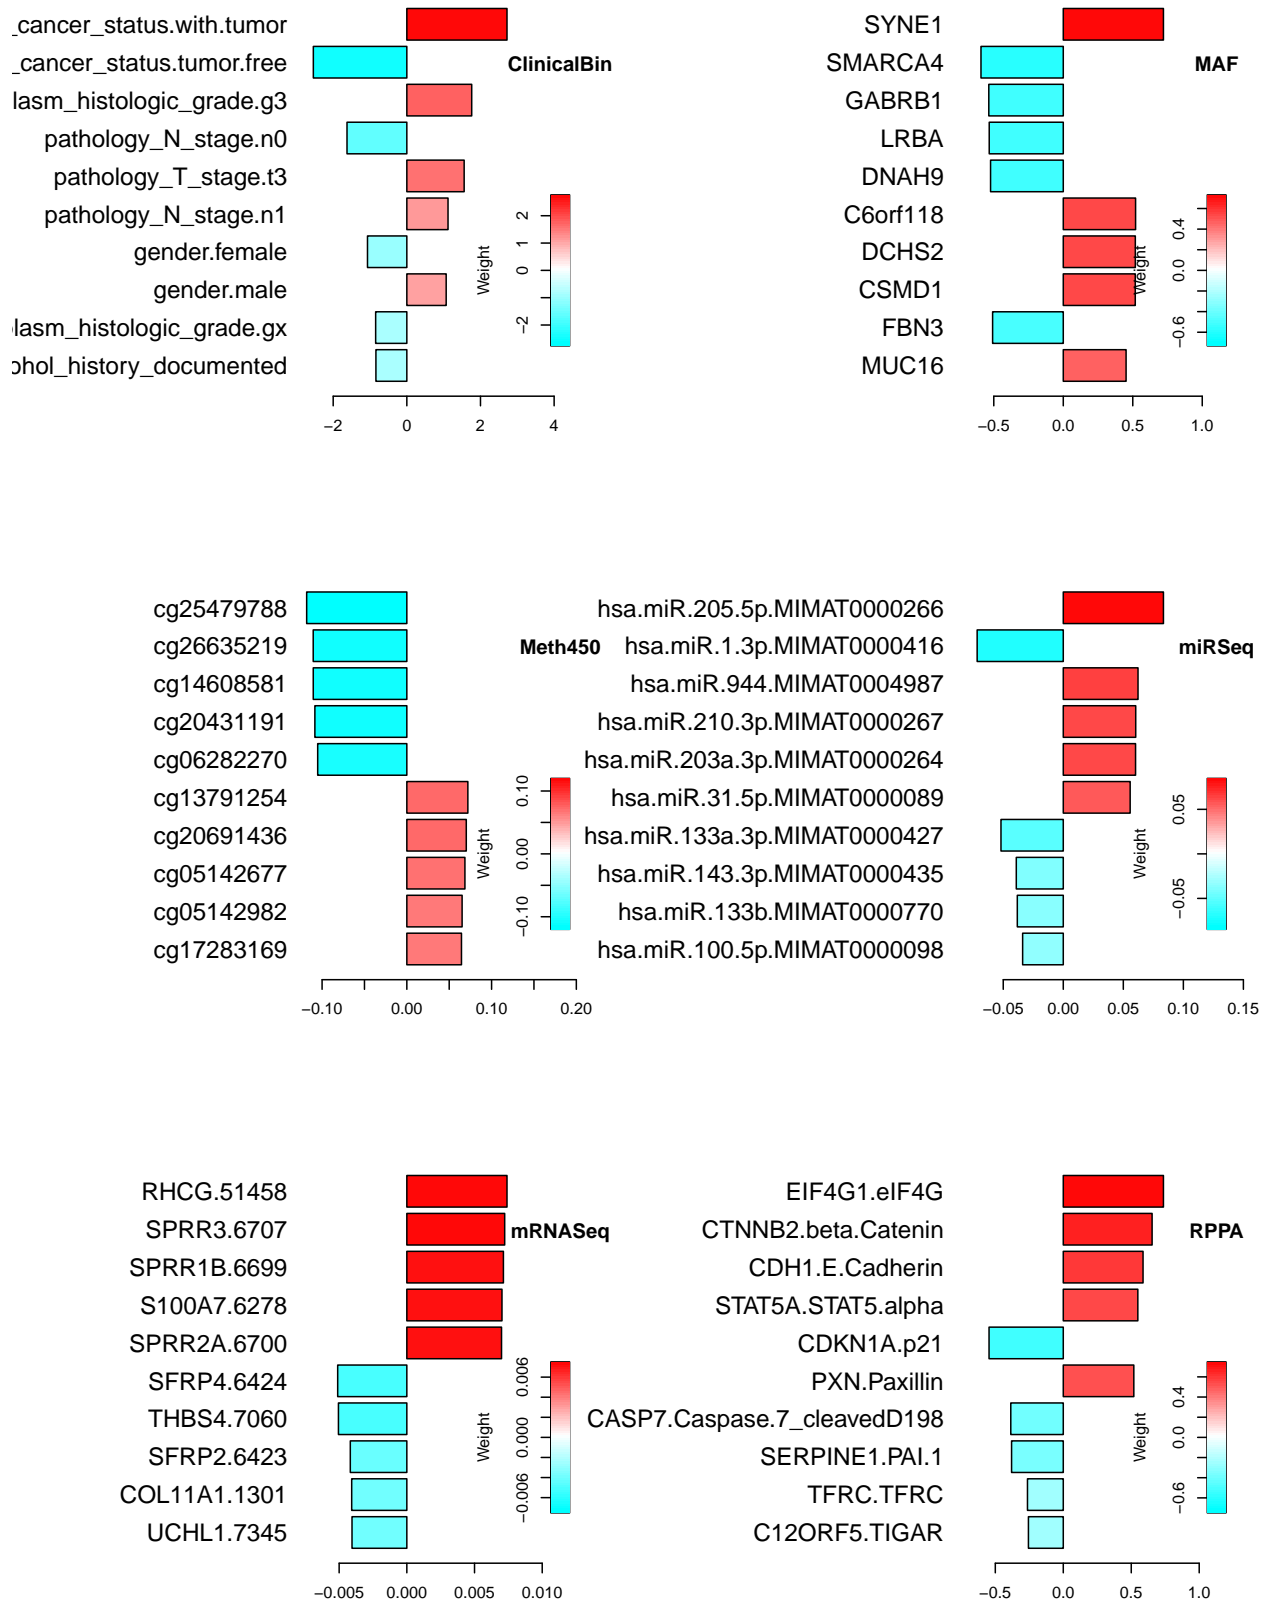 _cancer_status.with.tumor
_cancer_status.tumor.free
lasm_histologic_grade.g3
pathology_N_stage.n0
pathology_T_stage.t3
pathology_N_stage.n1
gender.female
gender.male
lasm_histologic_grade.gx
ohol_history_documented
ClinicalBin
Weight
−2 0 1 2
−2 0 2 4
SYNE1
SMARCA4
GABRB1
LRBA
DNAH9
C6orf118
DCHS2
CSMD1
FBN3
MUC16
MAF
Weight
−0.6 0.0 0.4
−0.5 0.0 0.5 1.0
cg25479788
cg26635219
cg14608581
cg20431191
cg06282270
cg13791254
cg20691436
cg05142677
cg05142982
cg17283169
Meth450
Weight
−0.10 0.00 0.10
−0.10 0.00 0.10 0.20
hsa.miR.205.5p.MIMAT0000266
hsa.miR.1.3p.MIMAT0000416
hsa.miR.944.MIMAT0004987
hsa.miR.210.3p.MIMAT0000267
hsa.miR.203a.3p.MIMAT0000264
hsa.miR.31.5p.MIMAT0000089
hsa.miR.133a.3p.MIMAT0000427
hsa.miR.143.3p.MIMAT0000435
hsa.miR.133b.MIMAT0000770
hsa.miR.100.5p.MIMAT0000098
miRSeq
Weight
−0.05 0.05
−0.05 0.00 0.05 0.10 0.15
RHCG.51458
SPRR3.6707
SPRR1B.6699
S100A7.6278
SPRR2A.6700
SFRP4.6424
THBS4.7060
SFRP2.6423
COL11A1.1301
UCHL1.7345
mRNASeq
Weight
−0.006 0.000 0.006
−0.005 0.000 0.005 0.010
EIF4G1.eIF4G
CTNNB2.beta.Catenin
CDH1.E.Cadherin
STAT5A.STAT5.alpha
CDKN1A.p21
PXN.Paxillin
CASP7.Caspase.7_cleavedD198
SERPINE1.PAI.1
TFRC.TFRC
C12ORF5.TIGAR
RPPA
Weight
−0.6 0.0 0.4
−0.5 0.0 0.5 1.0